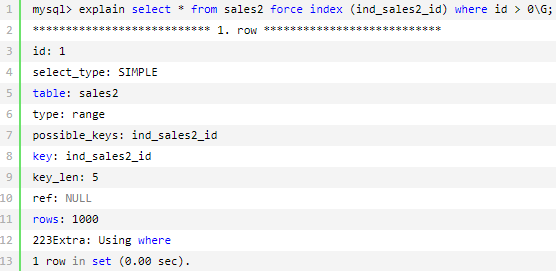 1 mysql> explain select * from sales2 force index (ind_sales2_id) where id > 0\G;
2 *************************** 1. row ***************************
3 id: 1
4 select_type: SIMPLE
5 table: sales2
6 type: range
7 possible_keys: ind_sales2_id
8 key: ind_sales2_id
9 key_len: 5
10 ref: NULL
11 rows: 1000
12 223Extra: Using where
13 1 row in set (0.00 sec).